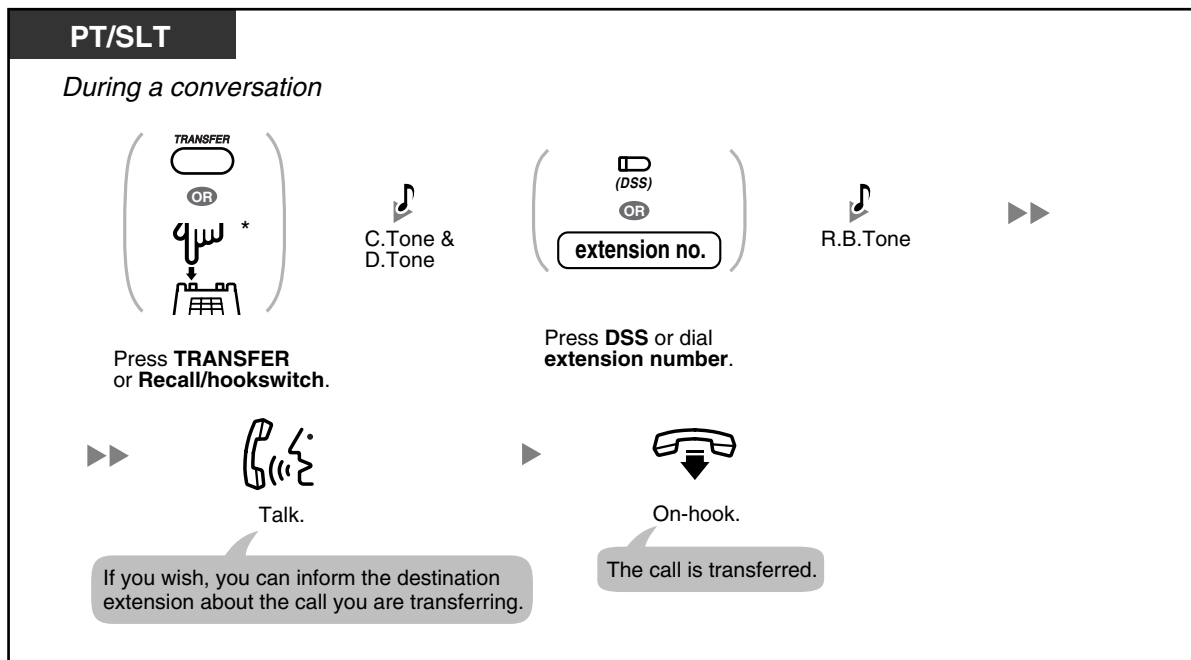 PT/SLT
During a conversation
TRANSFER
OR
*
C.Tone &
D.Tone
(DSS)
OR
extension no.
R.B.Tone
Press TRANSFER
or Recall/hookswitch.
Press DSS or dial
extension number.
Talk.
On-hook.
If you wish, you can inform the destination
extension about the call you are transferring.
The call is transferred.